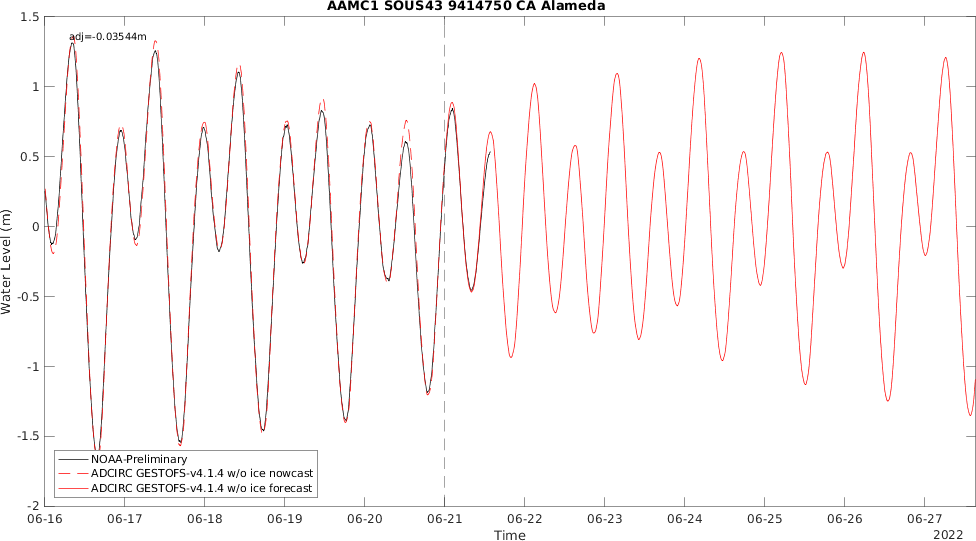 AAMC1 SOUS43 9414750 CA Alameda
adj=-0.03544m
1.5
1
0.5
0
-0.5
-1
-1.5
-2
Water Level (m)
NOAA-Preliminary
ADCIRC GESTOFS-v4.1.4 w/o ice nowcast
ADCIRC GESTOFS-v4.1.4 w/o ice forecast
06-16 06-17 06-18 06-19 06-20 06-21 06-22 06-23 06-24 06-25 06-26 06-27
Time
2022